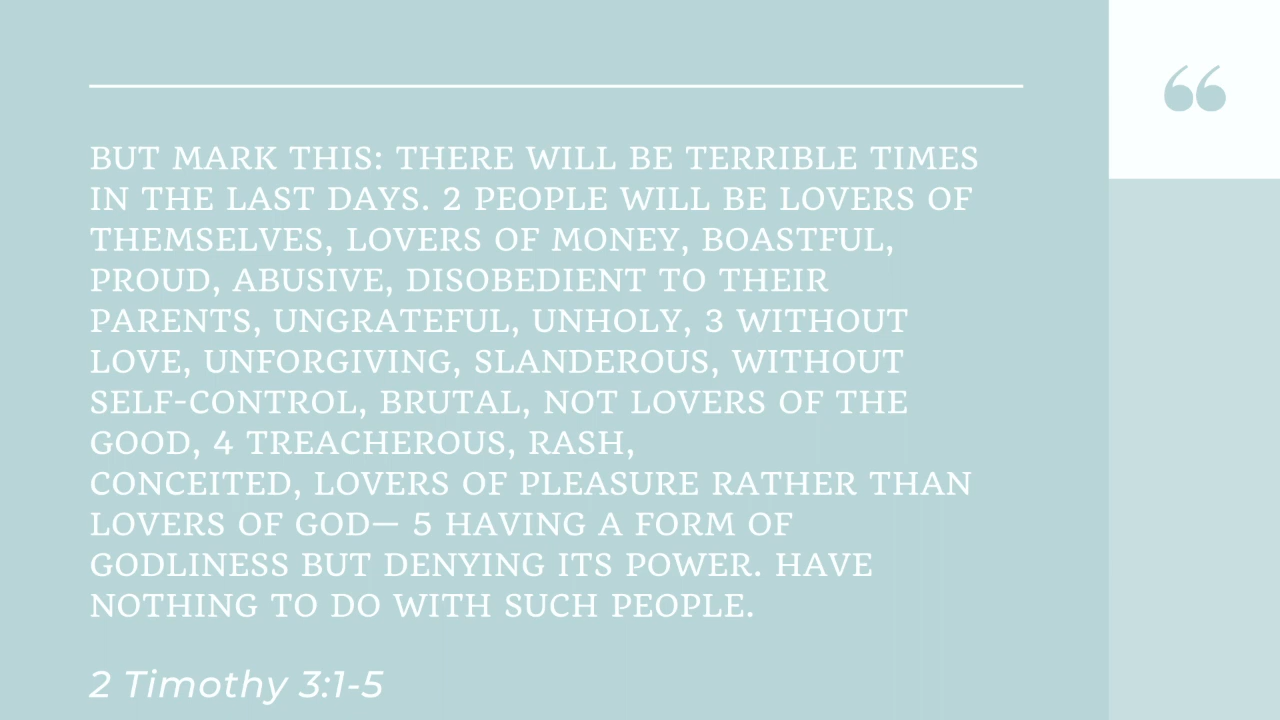 “
BUT MARK THIS: THERE WILL BE TERRIBLE TIMES
IN THE LAST DAYS. 2 PEOPLE WILL BE LOVERS OF
THEMSELVES, LOVERS OF MONEY, BOASTFUL,
PROUD, ABUSIVE, DISOBEDIENT TO THEIR
PARENTS, UNGRATEFUL, UNHOLY, 3 WITHOUT
LOVE, UNFORGIVING, SLANDEROUS, WITHOUT
SELF-CONTROL, BRUTAL, NOT LOVERS OF THE
GOOD, 4 TREACHEROUS, RASH,
CONCEITED, LOVERS OF PLEASURE RATHER THAN
LOVERS OF GOD— 5 HAVING A FORM OF
GODLINESS BUT DENYING ITS POWER. HAVE
NOTHING TO DO WITH SUCH PEOPLE.
2 Timothy 3:1-5